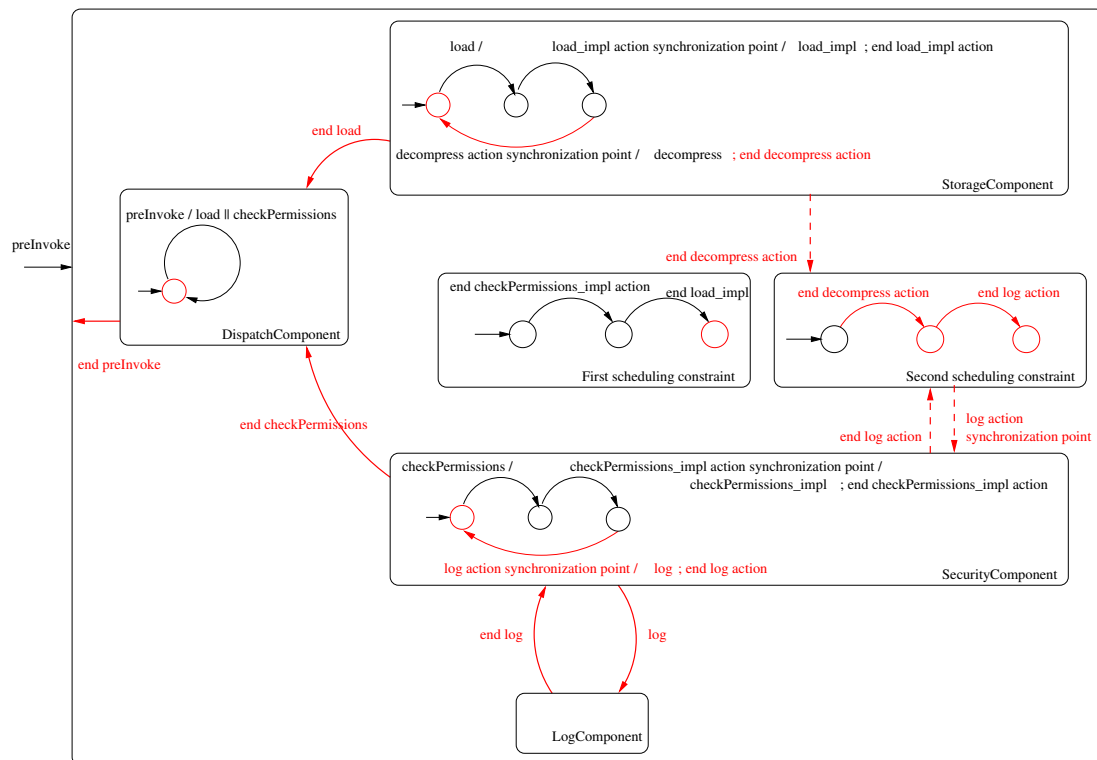 load /
load_impl action synchronization point /
load_impl
; end load_impl action
end load
decompress action synchronization point /
decompress
; end decompress action
StorageComponent
preInvoke / load || checkPermissions
preInvoke
DispatchComponent
end preInvoke
end decompress action
end checkPermissions_impl action
end load_impl
First scheduling constraint
end decompress action
end log action
Second scheduling constraint
end checkPermissions
end log action
log action
synchronization point
checkPermissions /
checkPermissions_impl action synchronization point /
checkPermissions_impl
; end checkPermissions_impl action
log action synchronization point /
log
; end log action
SecurityComponent
end log
log
LogComponent